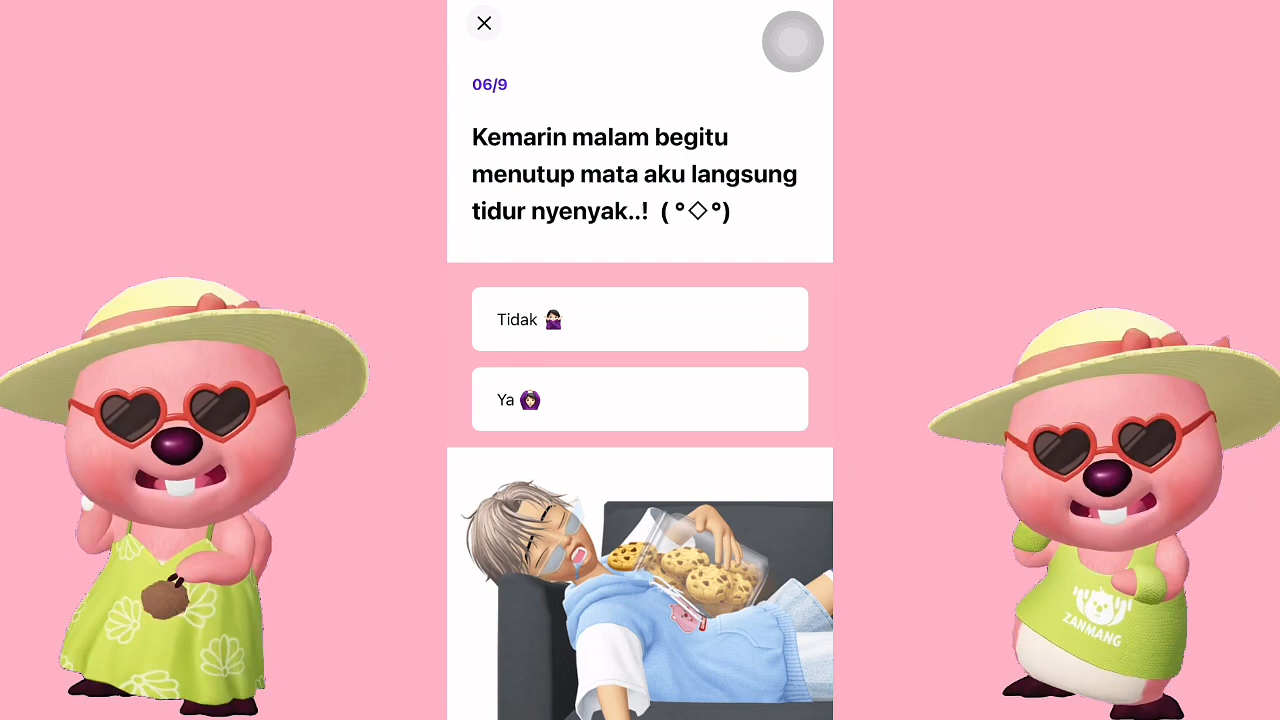 06/9
Kemarin malam begitu
menutup mata aku langsung
tidur nyenyak..! ( °◇°)
Tidak 🙅🏻‍♀️
Ya 🙆🏻‍♀️
ZANMANG